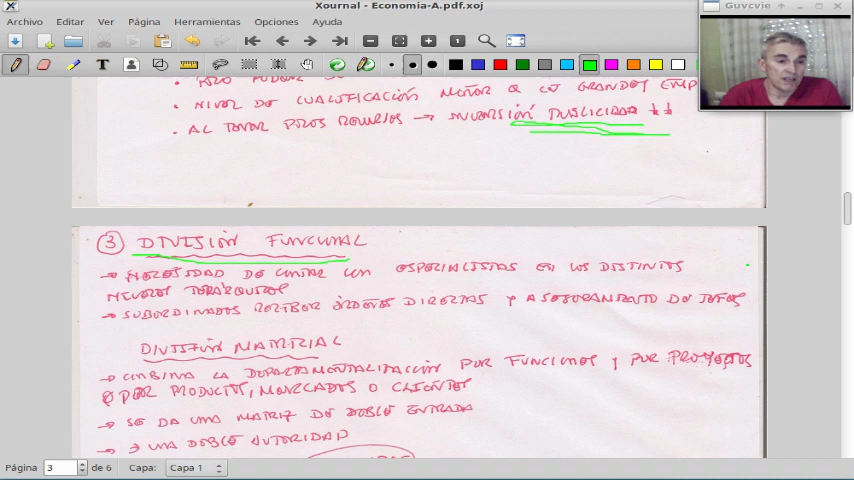 Xournal - Economia-A.pdf.xoj
Guvcvie
Archivo Editar Ver Página Herramientas Opciones Ayuda
• NIVEL DE CUALIFICACIÓN MENOR Q LAS GRANDES EMP
• AL TENER POCOS RECURSOS → INVERSIÓN PUBLICIDAD ↓↓
③ DIVISIÓN FUNCIONAL
→ NECESIDAD DE CONTAR CON ESPECIALISTAS EN LOS DISTINTOS
NIVELES JERÁRQUICOS
→ SUBORDINADOS RECIBEN ÓRDENES DIRECTAS Y ASESORAMIENTO DE JEFES
DIVISIÓN MATRICIAL
→ COMBINA LA DEPARTAMENTALIZACIÓN POR FUNCIONES Y POR PROYECTOS
O POR PRODUCTOS, MERCADOS O CLIENTES
→ SE DA UNA MATRIZ DE DOBLE ENTRADA
→ ∃ UNA DOBLE AUTORIDAD
Página 3 de 6 Capa: Capa 1